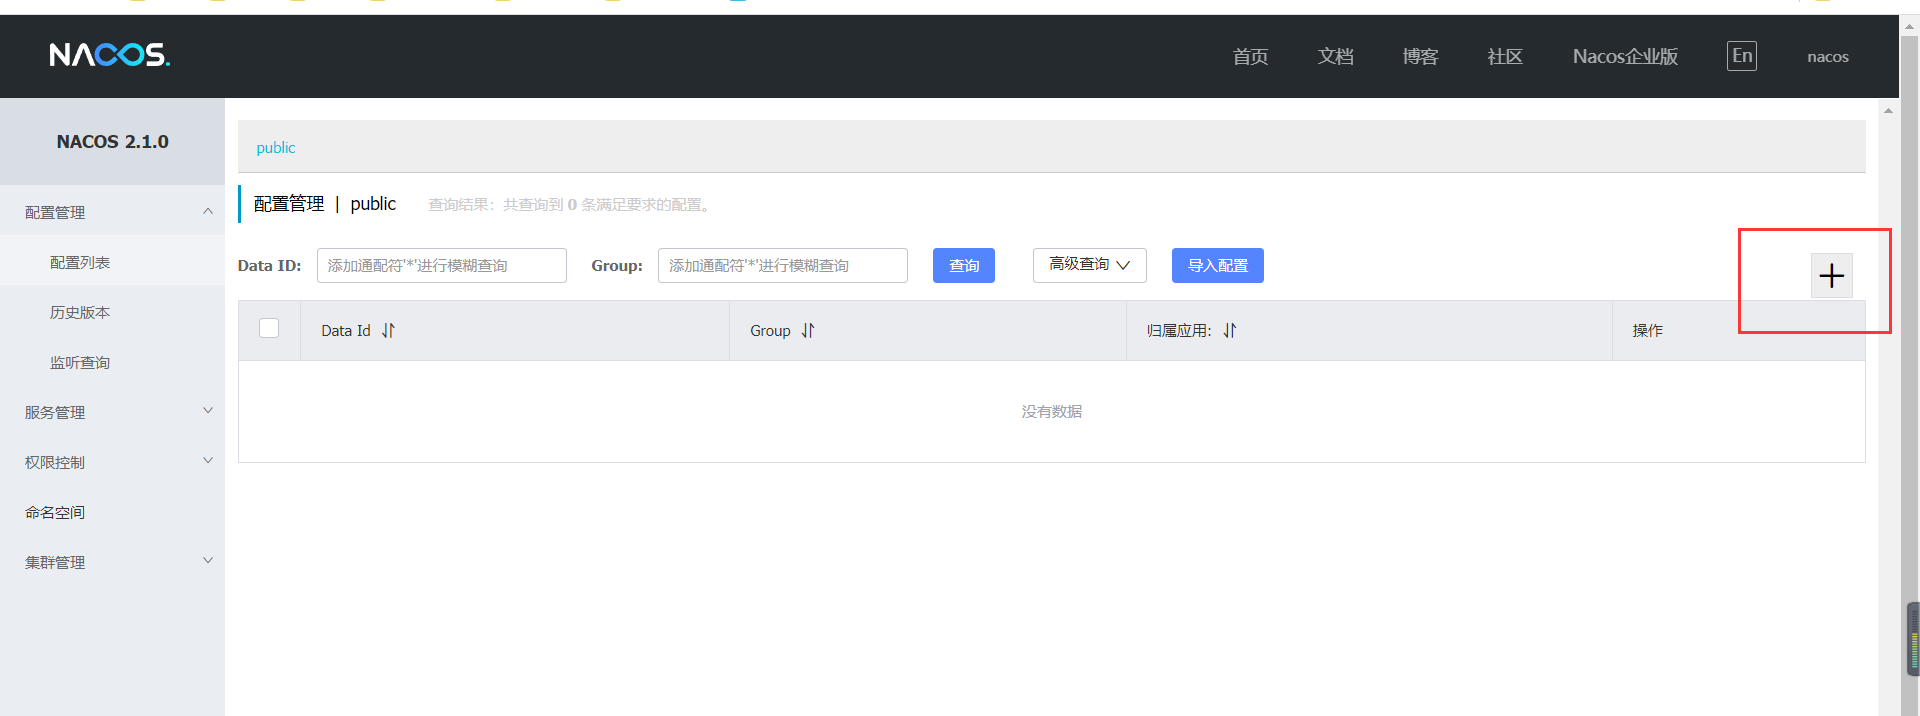 NACOS.
首页 文档 博客 社区 Nacos企业版 En nacos
NACOS 2.1.0
配置管理
配置列表
历史版本
监听查询
服务管理
权限控制
命名空间
集群管理
public
配置管理 | public 查询结果：共查询到 0 条满足要求的配置。
Data ID: 添加通配符'*'进行模糊查询 Group: 添加通配符'*'进行模糊查询 查询 高级查询 导入配置
Data Id Group 归属应用: 操作
没有数据